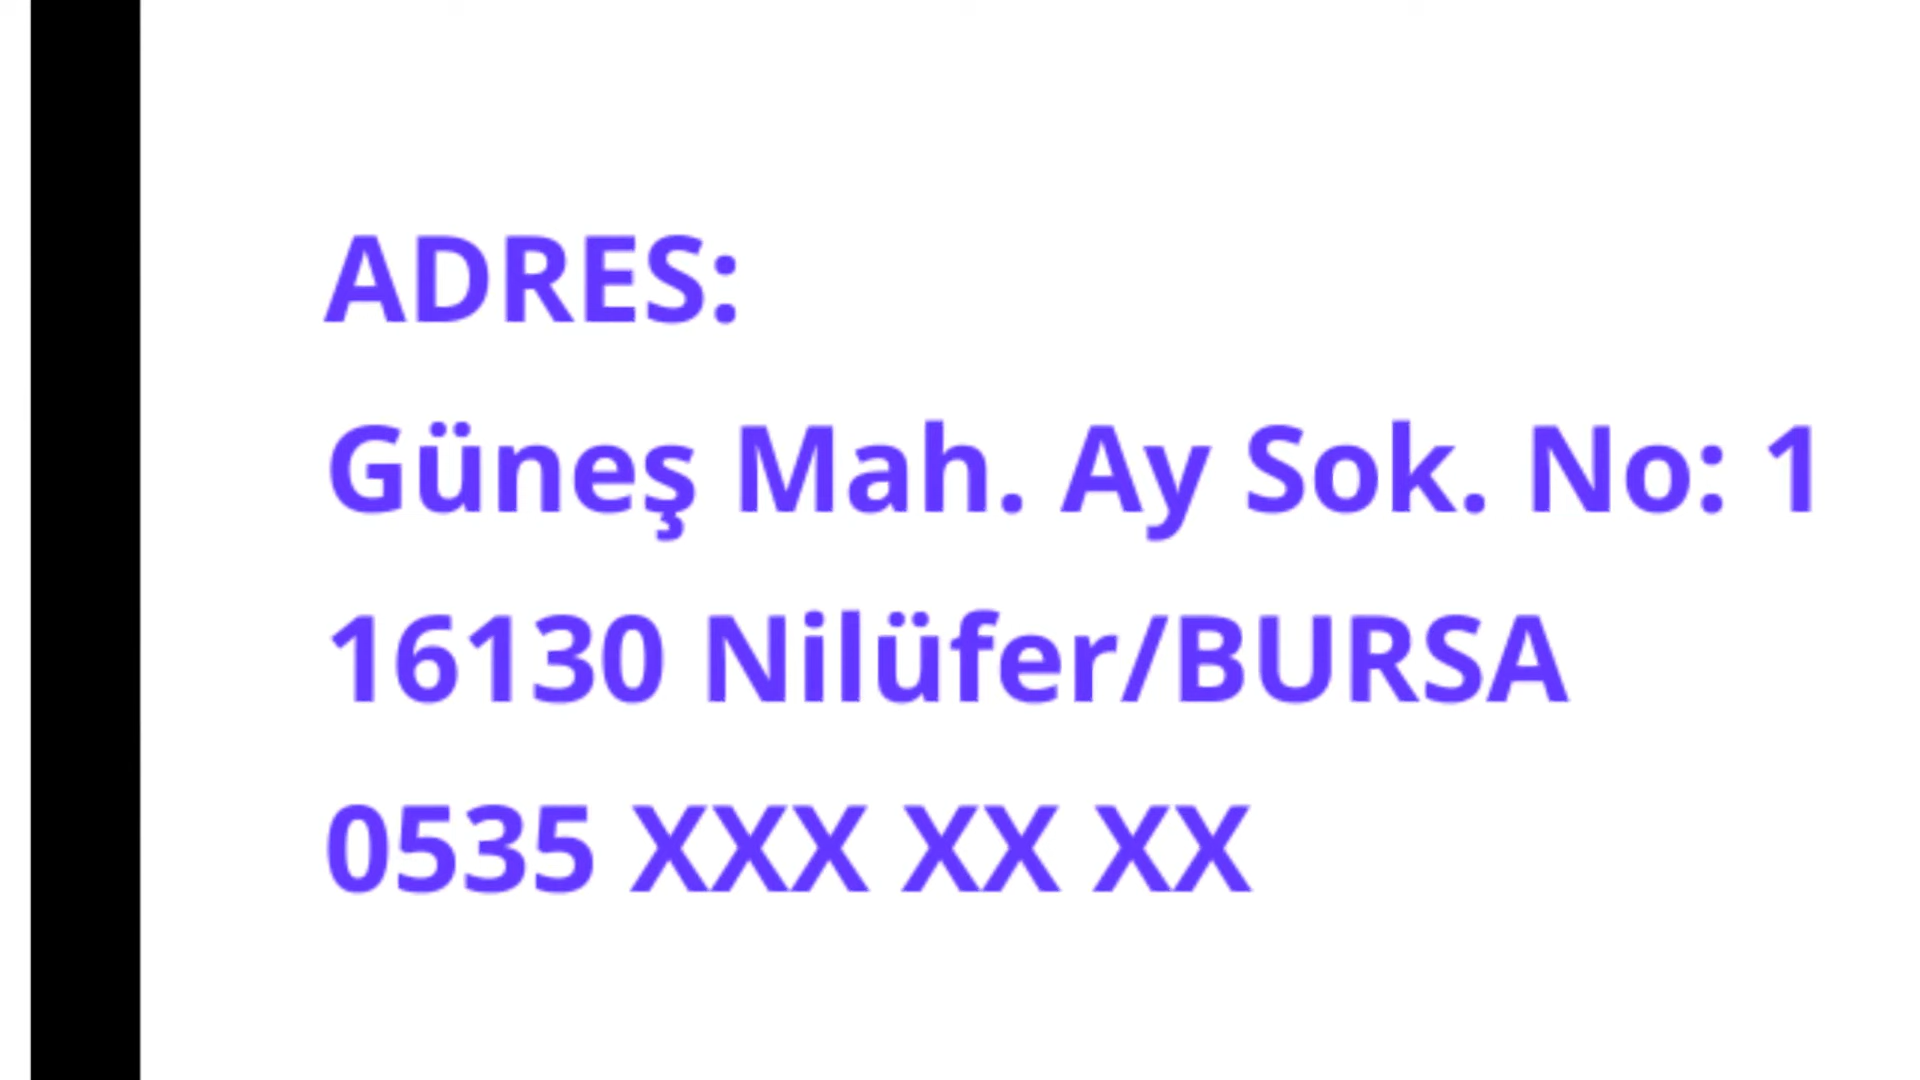 ADRES:
Güneş Mah. Ay Sok. No: 1
16130 Nilüfer/BURSA
0535 XXX XX XX